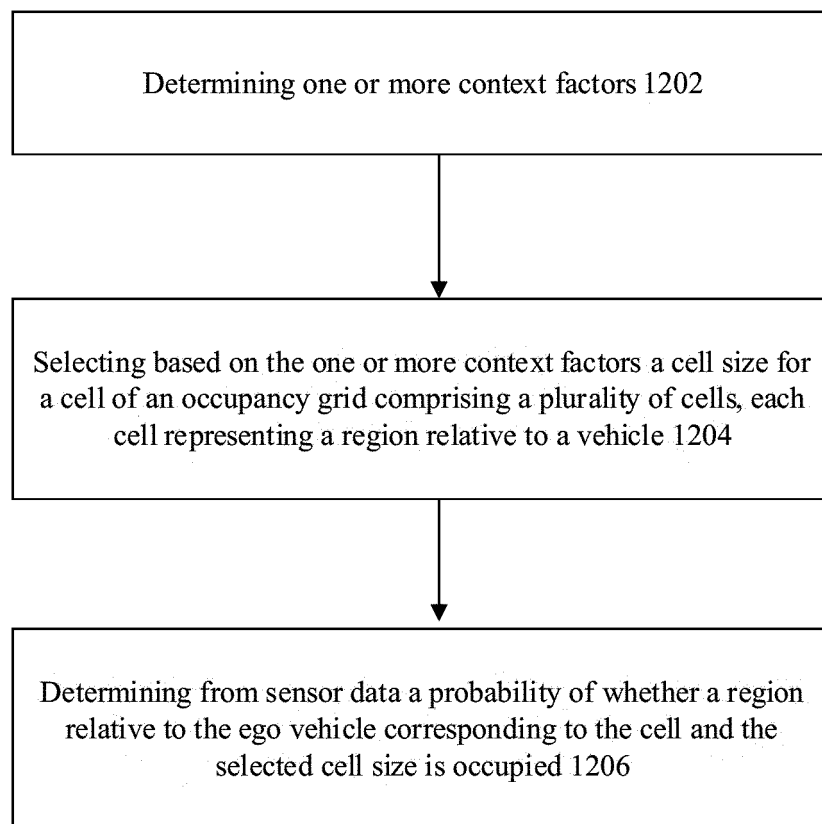 Determining one or more context factors 1202
Selecting based on the one or more context factors a cell size for
a cell of an occupancy grid comprising a plurality of cells, each
cell representing a region relative to a vehicle 1204
Determining from sensor data a probability of whether a region
relative to the ego vehicle corresponding to the cell and the
selected cell size is occupied 1206